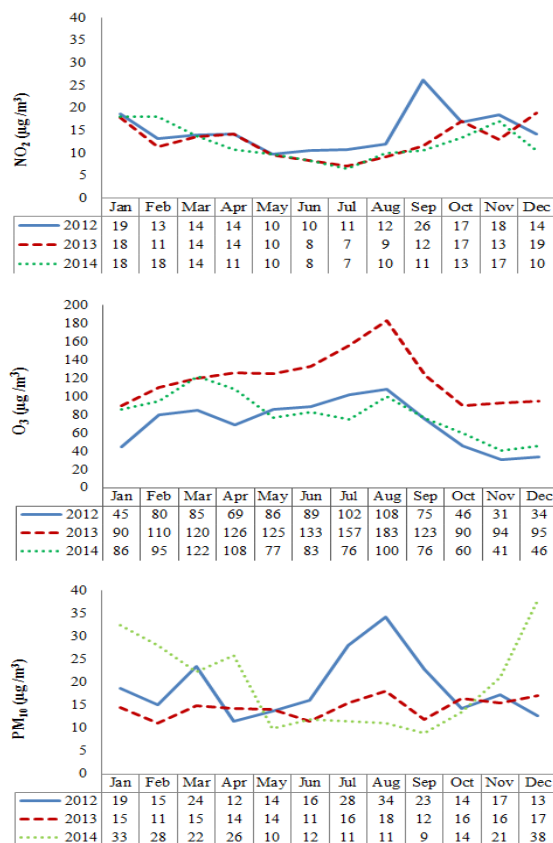 40
35
30
25
20
15
10
5
0
NO₂ (µg /m³)
Jan Feb Mar Apr May Jun Jul Aug Sep Oct Nov Dec
2012 19 13 14 14 10 10 11 12 26 17 18 14
2013 18 11 14 14 10 8 7 9 12 17 13 19
2014 18 18 14 11 10 8 7 10 11 13 17 10
200
180
160
140
120
100
80
60
40
20
0
O₃ (µg /m³)
Jan Feb Mar Apr May Jun Jul Aug Sep Oct Nov Dec
2012 45 80 85 69 86 89 102 108 75 46 31 34
2013 90 110 120 126 125 133 157 183 123 90 94 95
2014 86 95 122 108 77 83 76 100 76 60 41 46
40
35
30
25
20
15
10
5
0
PM₁₀ (µg /m³)
Jan Feb Mar Apr May Jun Jul Aug Sep Oct Nov Dec
2012 19 15 24 12 14 16 28 34 23 14 17 13
2013 15 11 15 14 14 11 16 18 12 16 16 17
2014 33 28 22 26 10 12 11 11 9 14 21 38